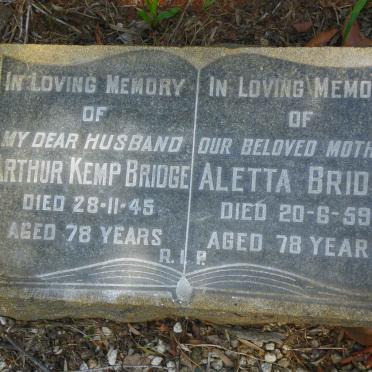 In Loving Memory
OF
MY DEAR HUSBAND
ARTHUR KEMP BRIDGE
DIED 28-11-45
AGED 78 YEARS
In Loving Memo
OF
OUR BELOVED MOTH
ALETTA BRID
DIED 20-6-59
AGED 78 YEAR
R.I.P.